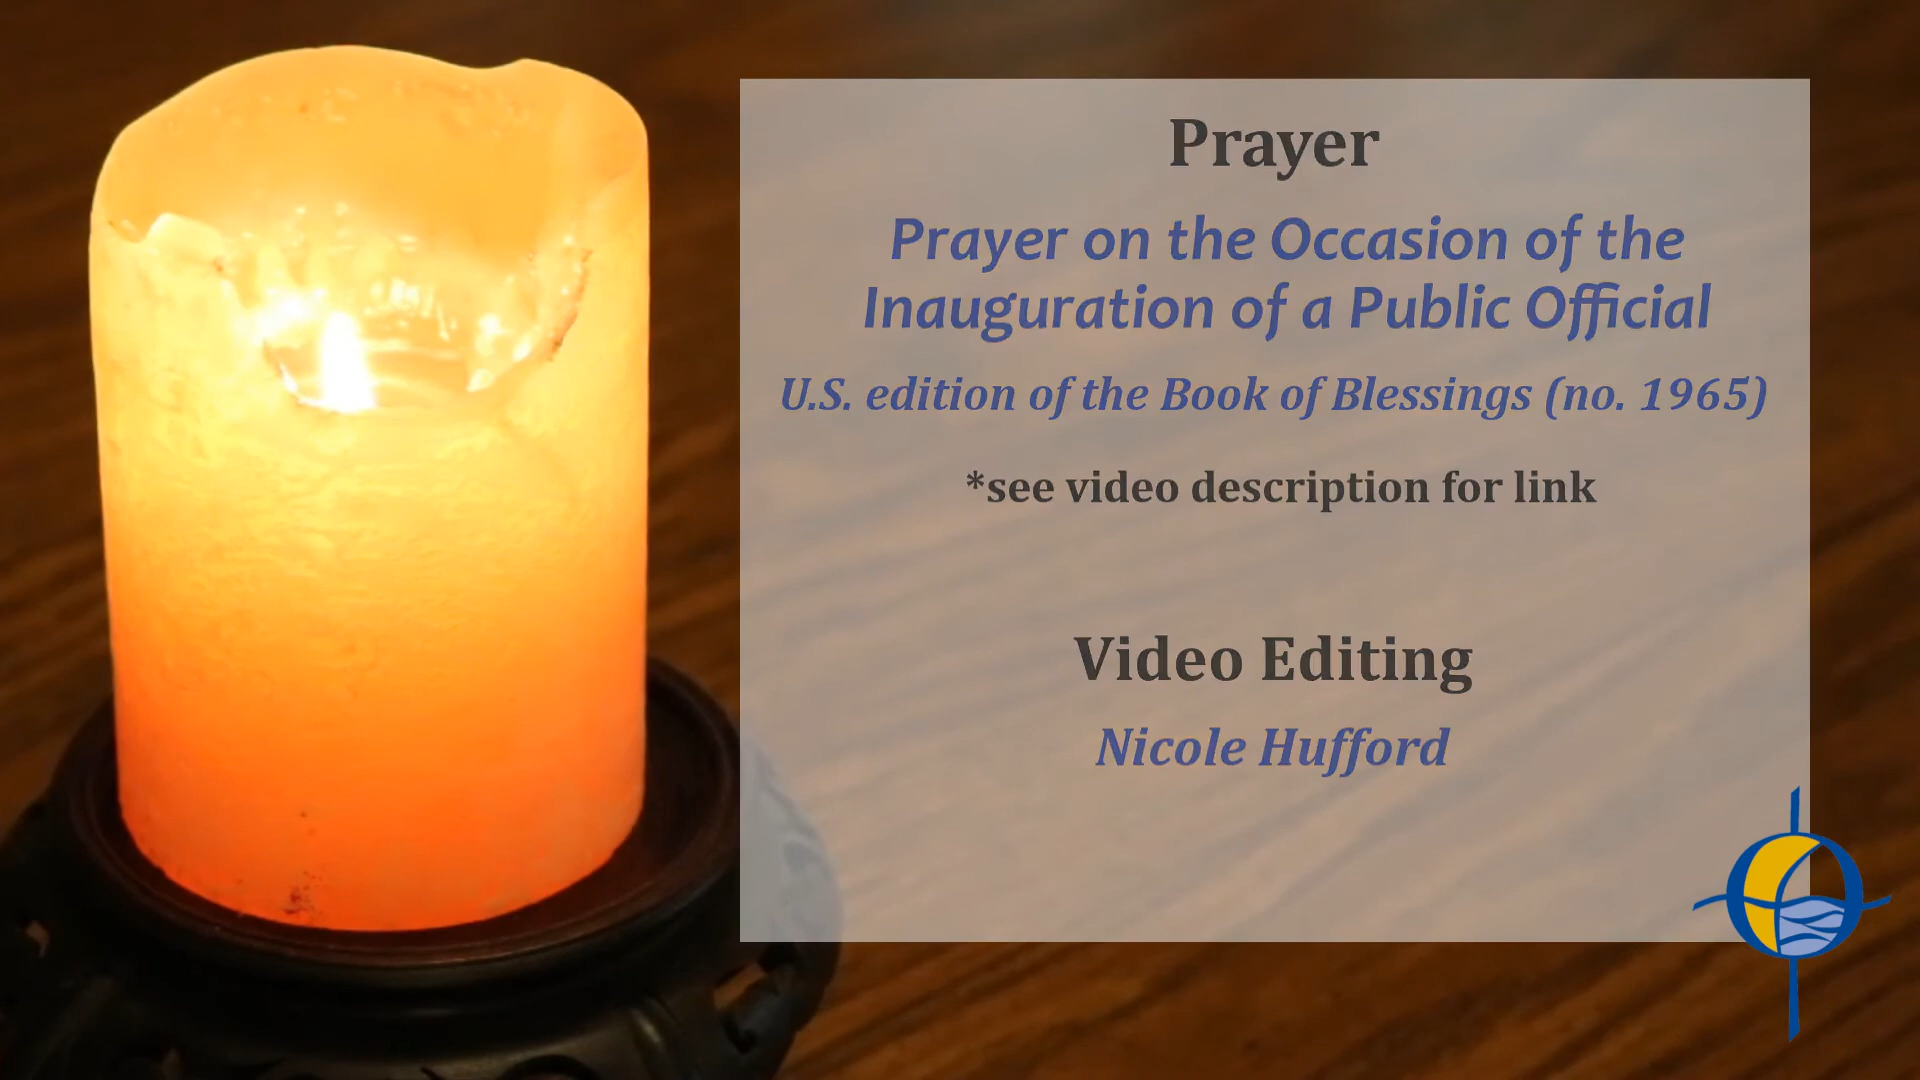 Prayer
Prayer on the Occasion of the
Inauguration of a Public Official
U.S. edition of the Book of Blessings (no. 1965)
*see video description for link
Video Editing
Nicole Hufford